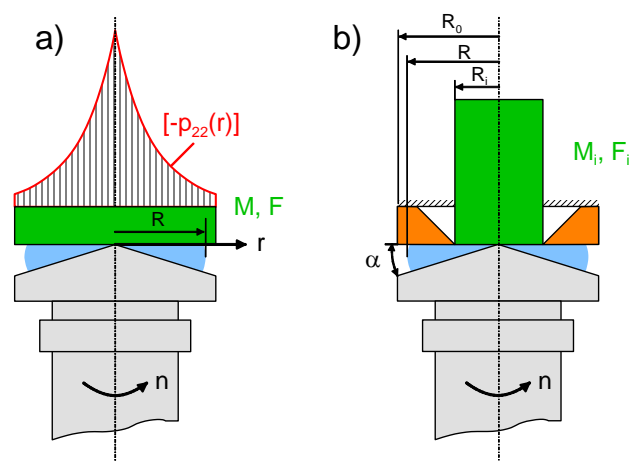 a)
[-p₂₂(r)]
M, F
R
r
n
b)
R₀
R
Rᵢ
Mᵢ, Fᵢ
α
n